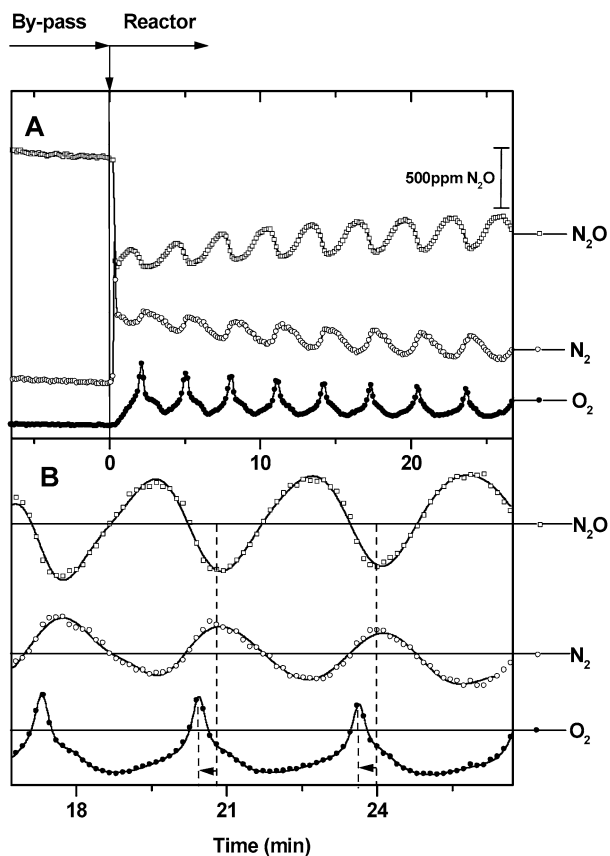 By-pass Reactor
A
500ppm N₂O
N₂O
N₂
O₂
0 10 20
B
N₂O
N₂
O₂
18 21 24
Time (min)